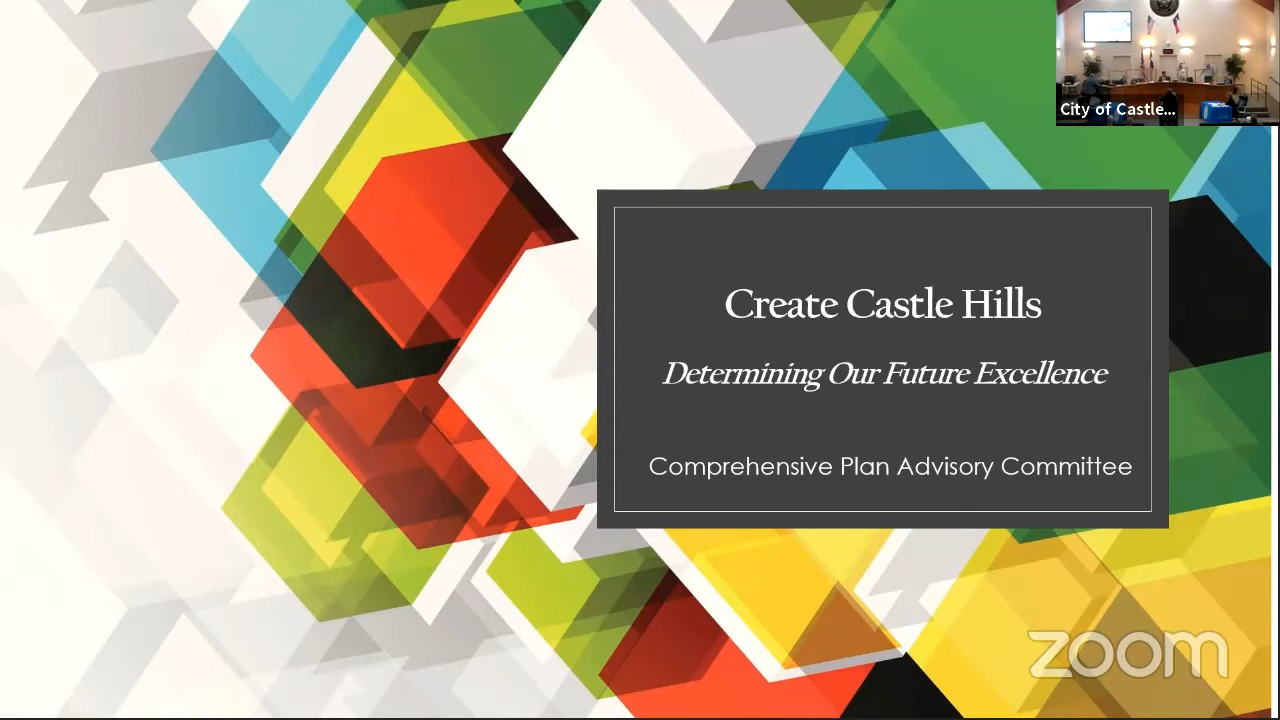 City of Castle...
Create Castle Hills
Determining Our Future Excellence
Comprehensive Plan Advisory Committee
zoom